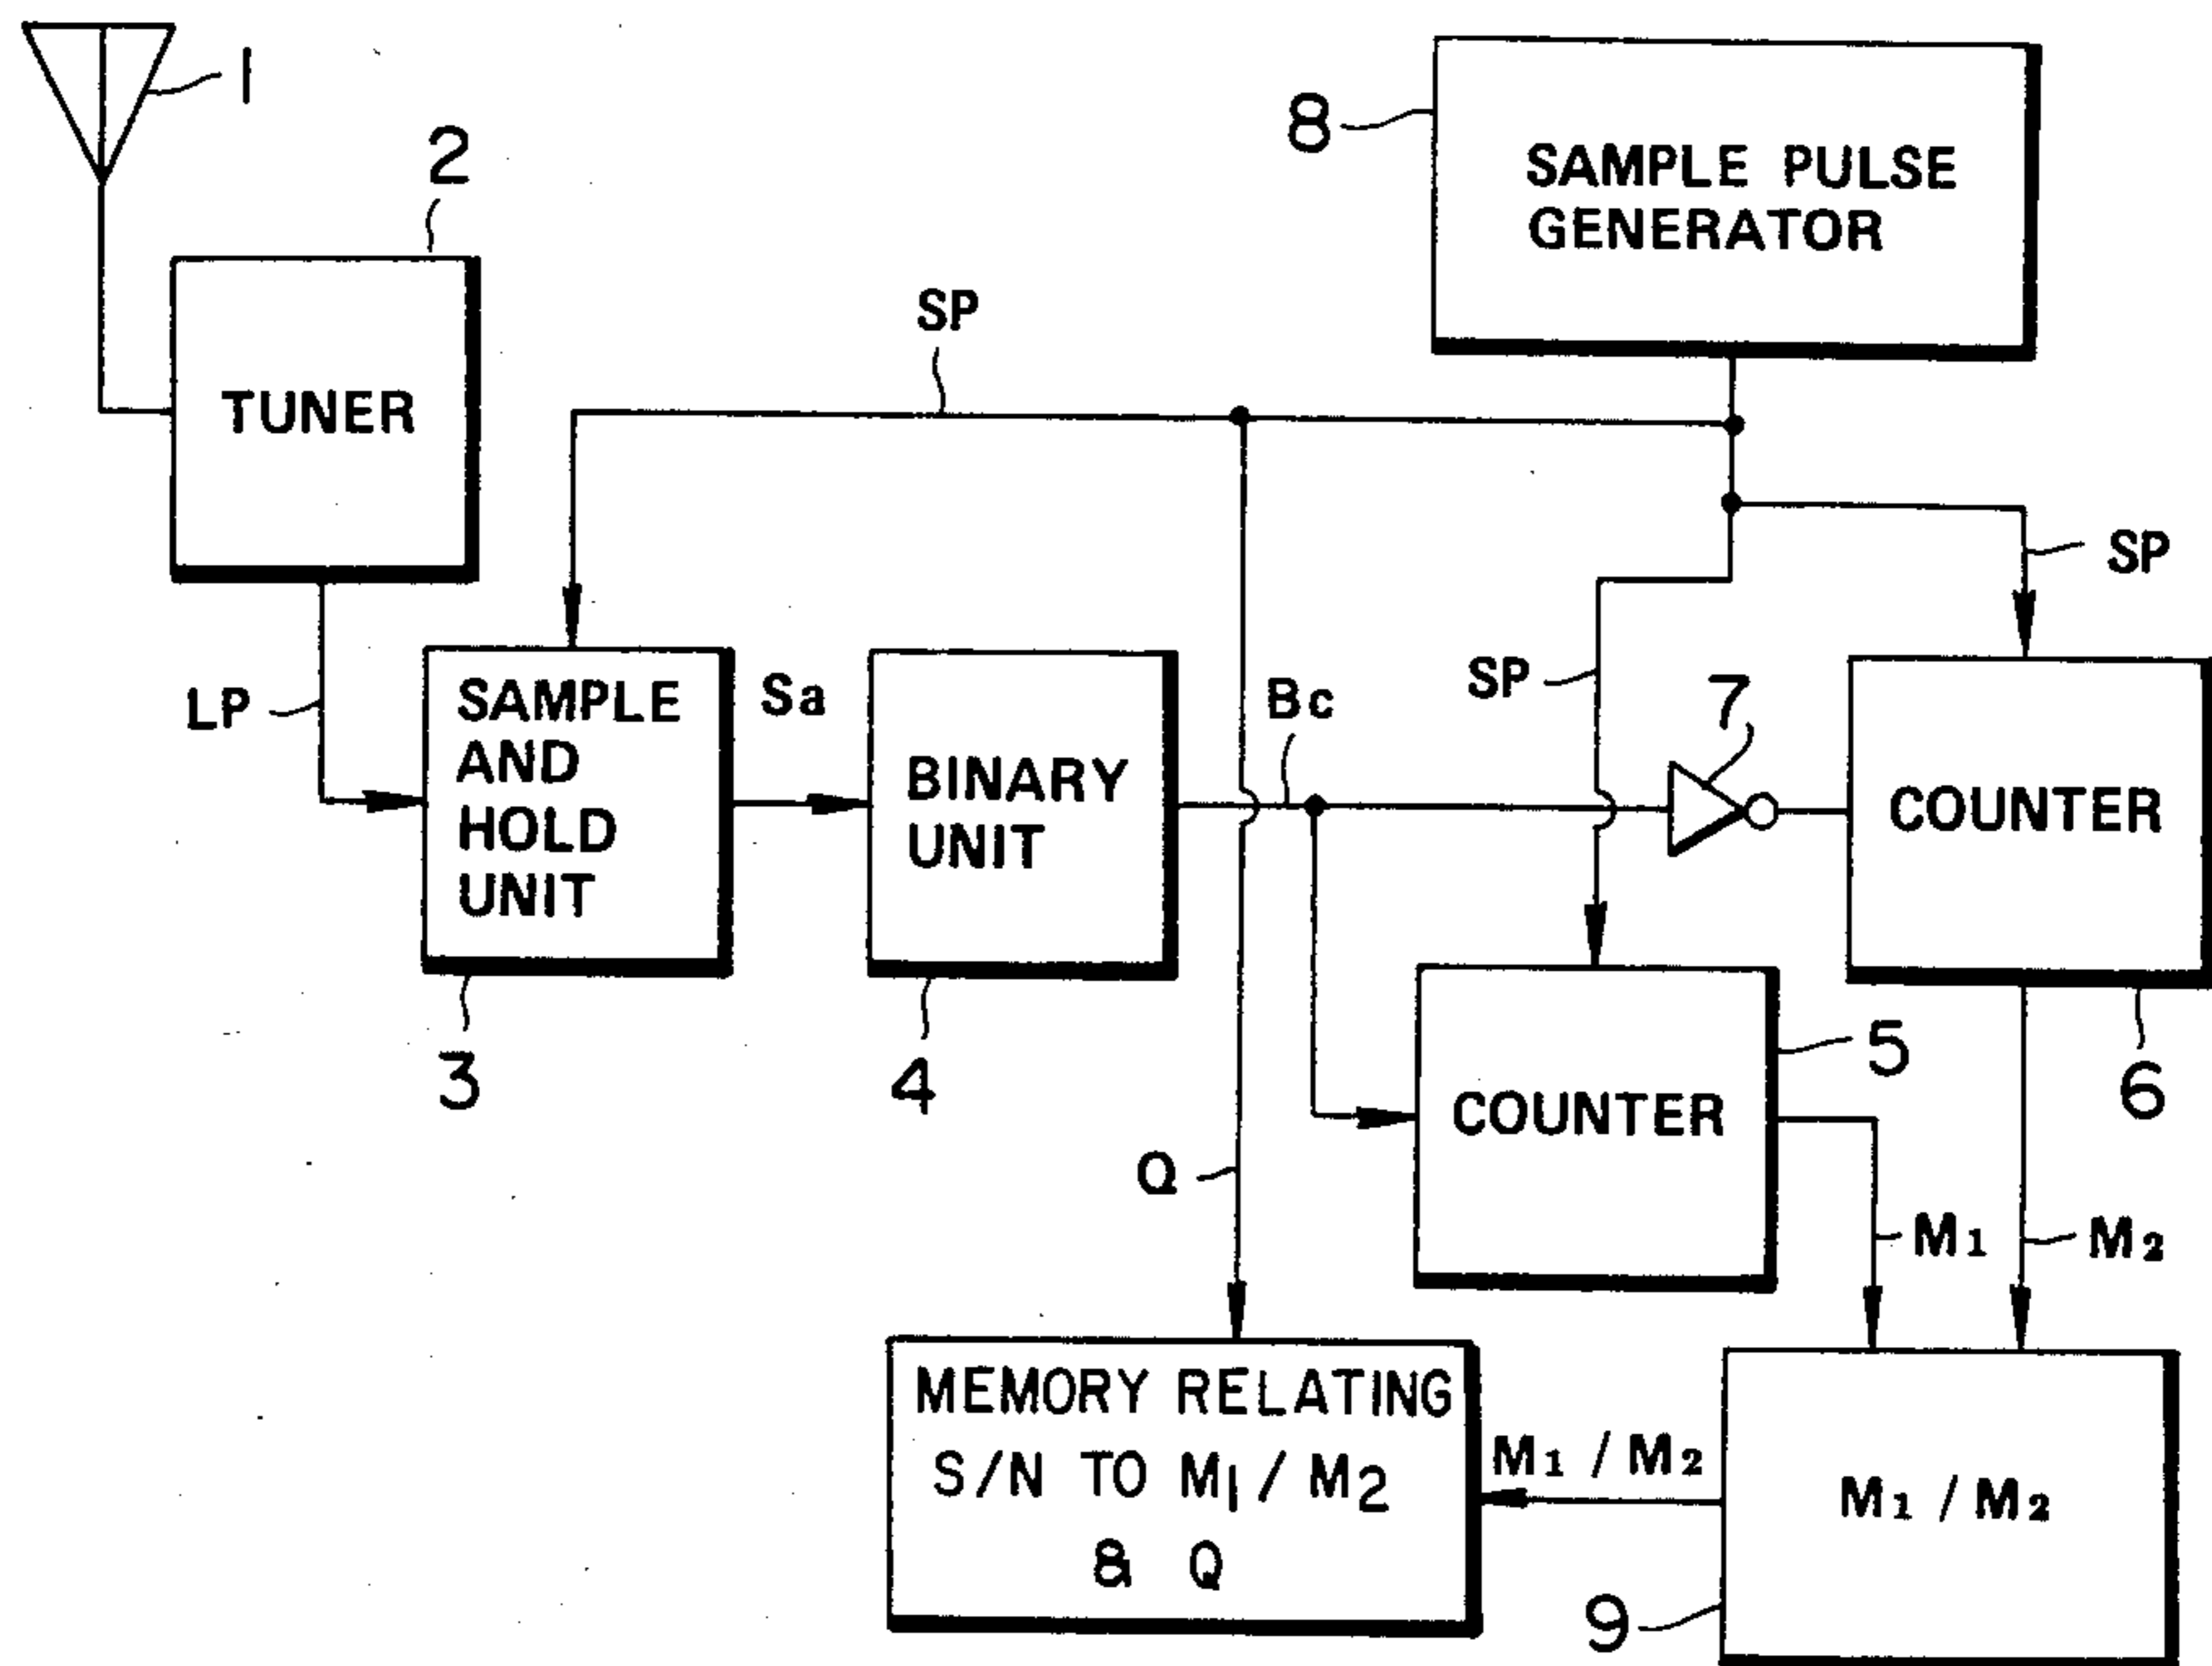 1
2
8
SAMPLE PULSE
GENERATOR
SP
TUNER
SP
LP
SAMPLE
AND
HOLD
UNIT
Sa
BINARY
UNIT
Bc
SP
7
COUNTER
3
4
COUNTER
5
6
Q
M1
M2
MEMORY RELATING
S/N TO M1/M2
& Q
M1/M2
M1/M2
9